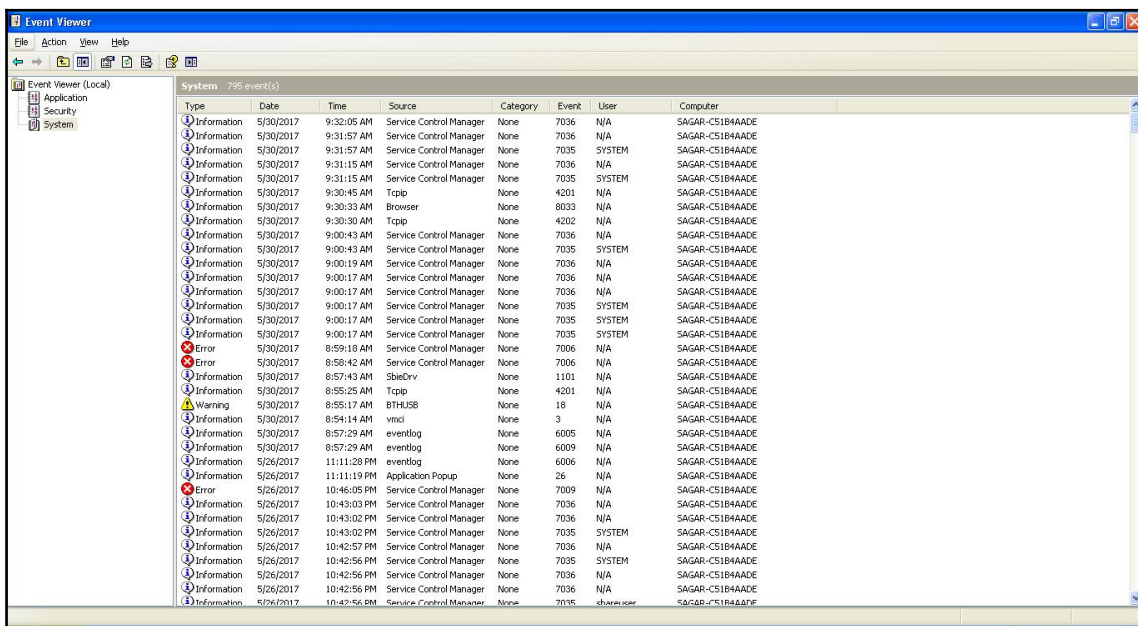 Event Viewer
File Action View Help
Event Viewer (Local)
Application
Security
System
System 795 event(s)
Type Date Time Source Category Event User Computer
Information 5/30/2017 9:32:05 AM Service Control Manager None 7036 N/A SAGAR-C51B4AADE
Information 5/30/2017 9:31:57 AM Service Control Manager None 7036 N/A SAGAR-C51B4AADE
Information 5/30/2017 9:31:57 AM Service Control Manager None 7035 SYSTEM SAGAR-C51B4AADE
Information 5/30/2017 9:31:15 AM Service Control Manager None 7036 N/A SAGAR-C51B4AADE
Information 5/30/2017 9:31:15 AM Service Control Manager None 7035 SYSTEM SAGAR-C51B4AADE
Information 5/30/2017 9:30:45 AM Tcpip None 4201 N/A SAGAR-C51B4AADE
Information 5/30/2017 9:30:33 AM Browser None 8033 N/A SAGAR-C51B4AADE
Information 5/30/2017 9:30:30 AM Tcpip None 4202 N/A SAGAR-C51B4AADE
Information 5/30/2017 9:00:43 AM Service Control Manager None 7036 N/A SAGAR-C51B4AADE
Information 5/30/2017 9:00:43 AM Service Control Manager None 7035 SYSTEM SAGAR-C51B4AADE
Information 5/30/2017 9:00:19 AM Service Control Manager None 7036 N/A SAGAR-C51B4AADE
Information 5/30/2017 9:00:17 AM Service Control Manager None 7036 N/A SAGAR-C51B4AADE
Information 5/30/2017 9:00:17 AM Service Control Manager None 7036 N/A SAGAR-C51B4AADE
Information 5/30/2017 9:00:17 AM Service Control Manager None 7035 SYSTEM SAGAR-C51B4AADE
Information 5/30/2017 9:00:17 AM Service Control Manager None 7035 SYSTEM SAGAR-C51B4AADE
Information 5/30/2017 9:00:17 AM Service Control Manager None 7035 SYSTEM SAGAR-C51B4AADE
Error 5/30/2017 8:59:18 AM Service Control Manager None 7006 N/A SAGAR-C51B4AADE
Error 5/30/2017 8:58:42 AM Service Control Manager None 7006 N/A SAGAR-C51B4AADE
Information 5/30/2017 8:57:43 AM SbieDrv None 1101 N/A SAGAR-C51B4AADE
Information 5/30/2017 8:55:25 AM Tcpip None 4201 N/A SAGAR-C51B4AADE
Warning 5/30/2017 8:55:17 AM BTHUSB None 18 N/A SAGAR-C51B4AADE
Information 5/30/2017 8:54:14 AM vmci None 3 N/A SAGAR-C51B4AADE
Information 5/30/2017 8:57:29 AM eventlog None 6005 N/A SAGAR-C51B4AADE
Information 5/30/2017 8:57:29 AM eventlog None 6009 N/A SAGAR-C51B4AADE
Information 5/26/2017 11:11:28 PM eventlog None 6006 N/A SAGAR-C51B4AADE
Information 5/26/2017 11:11:19 PM Application Popup None 26 N/A SAGAR-C51B4AADE
Error 5/26/2017 10:46:05 PM Service Control Manager None 7009 N/A SAGAR-C51B4AADE
Information 5/26/2017 10:43:03 PM Service Control Manager None 7036 N/A SAGAR-C51B4AADE
Information 5/26/2017 10:43:02 PM Service Control Manager None 7036 N/A SAGAR-C51B4AADE
Information 5/26/2017 10:43:02 PM Service Control Manager None 7035 SYSTEM SAGAR-C51B4AADE
Information 5/26/2017 10:42:57 PM Service Control Manager None 7036 N/A SAGAR-C51B4AADE
Information 5/26/2017 10:42:56 PM Service Control Manager None 7035 SYSTEM SAGAR-C51B4AADE
Information 5/26/2017 10:42:56 PM Service Control Manager None 7036 N/A SAGAR-C51B4AADE
Information 5/26/2017 10:42:56 PM Service Control Manager None 7036 N/A SAGAR-C51B4AADE
Information 5/26/2017 10:42:56 PM Service Control Manager None 7035 shareuser SAGAR-C51B4AADE